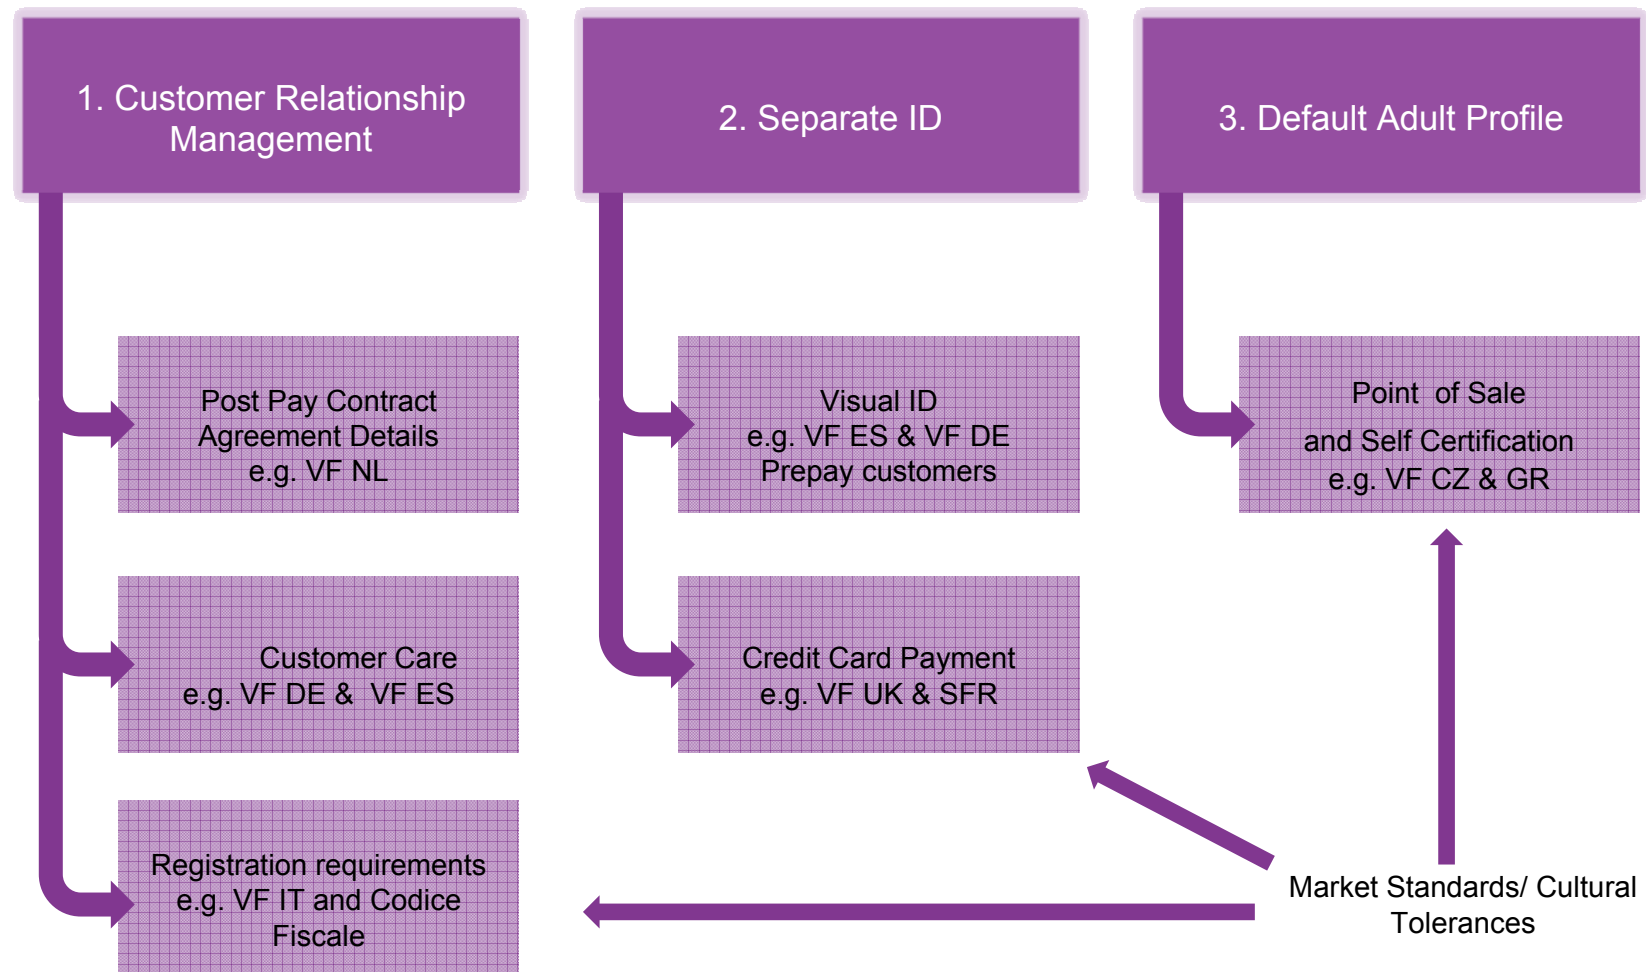 1. Customer Relationship
Management
2. Separate ID
3. Default Adult Profile
Post Pay Contract
Agreement Details
e.g. VF NL
Visual ID
e.g. VF ES & VF DE
Prepay customers
Point of Sale
and Self Certification
e.g. VF CZ & GR
Customer Care
e.g. VF DE & VF ES
Credit Card Payment
e.g. VF UK & SFR
Registration requirements
e.g. VF IT and Codice
Fiscale
Market Standards/ Cultural
Tolerances